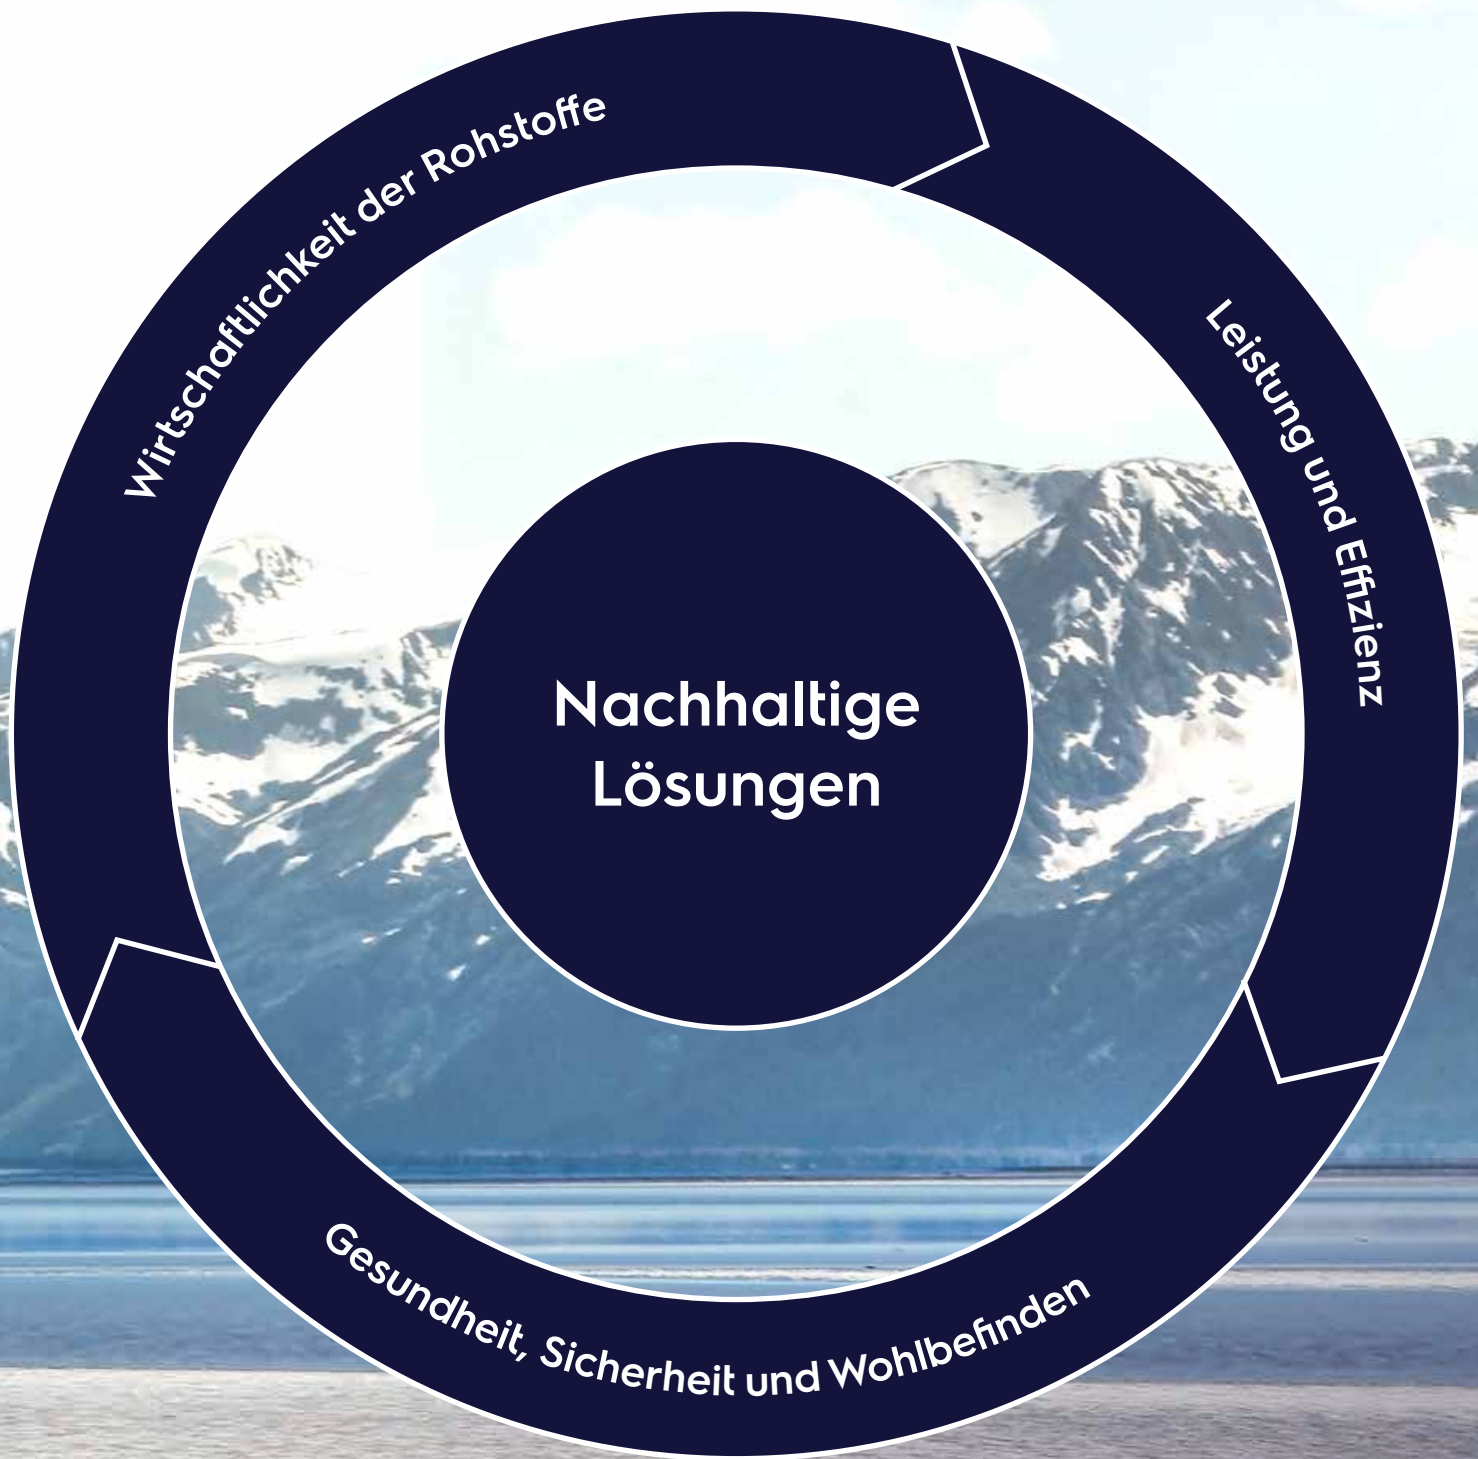 Wirtschaftlichkeit der Rohstoffe
Leistung und Effizienz
Nachhaltige
Lösungen
Gesundheit, Sicherheit und Wohlbefinden